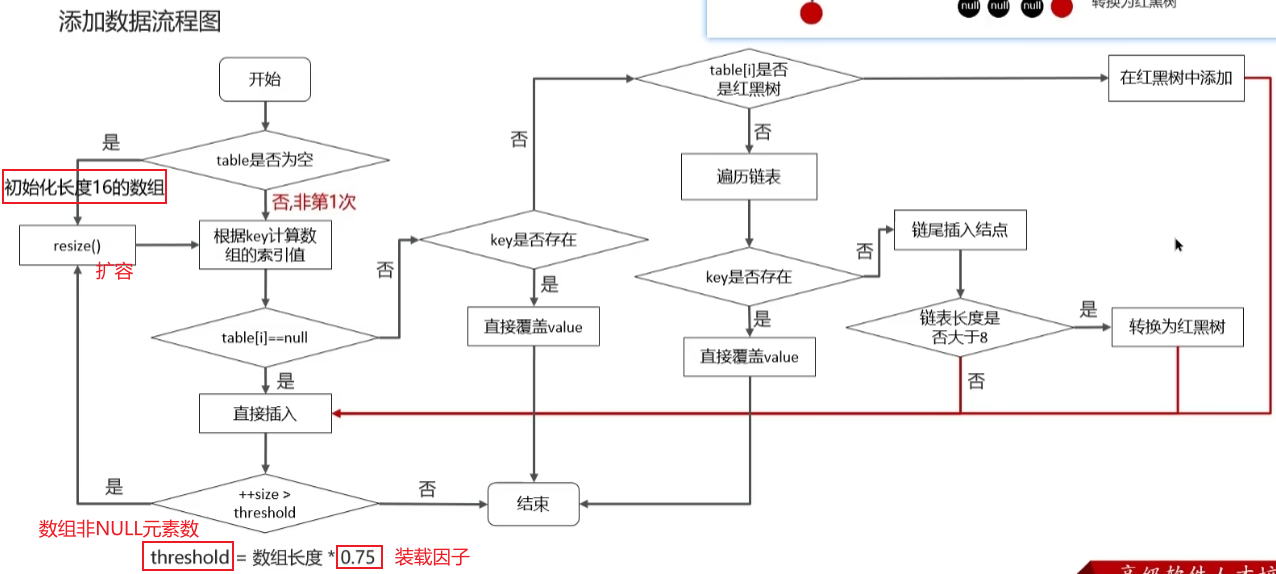 添加数据流程图
null null null 转换为红黑树
开始
table是否为空
是
初始化长度16的数组
否,非第1次
resize()
扩容
根据key计算数
组的索引值
table[i]==null
否
是
直接插入
++size >
threshold
是
否
数组非NULL元素数
threshold = 数组长度 * 0.75 装载因子
key是否存在
否
是
直接覆盖value
结束
table[i]是否
是红黑树
在红黑树中添加
否
遍历链表
key是否存在
否
是
直接覆盖value
链尾插入结点
链表长度是
否大于8
是
否
转换为红黑树
高级软件人才培